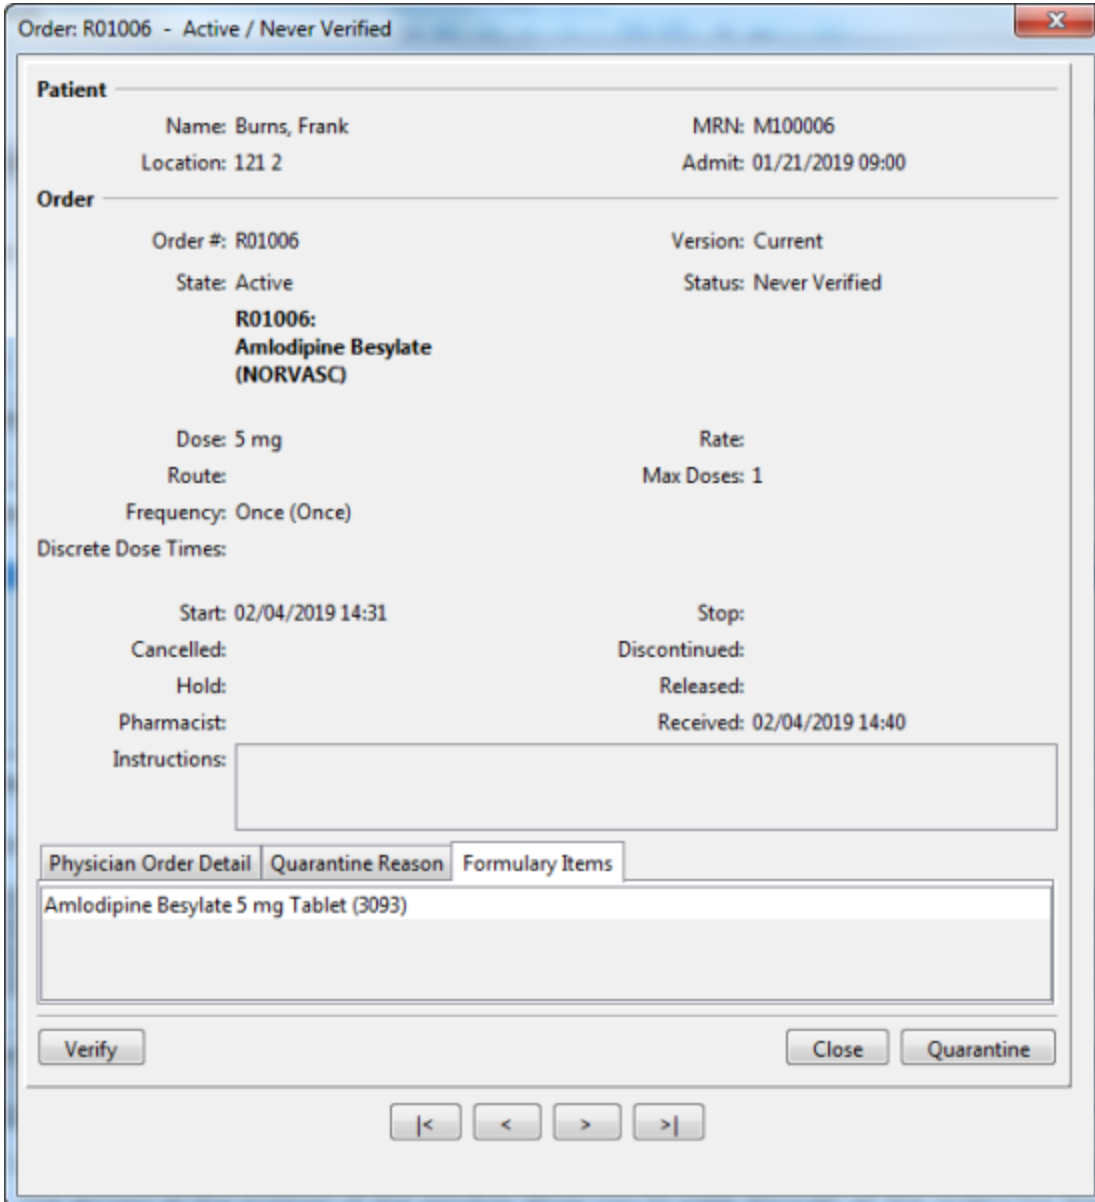 Order: R01006 - Active / Never Verified
Patient
Name: Burns, Frank MRN: M100006
Location: 121 2 Admit: 01/21/2019 09:00
Order
Order #: R01006 Version: Current
State: Active Status: Never Verified
R01006:
Amlodipine Besylate
(NORVASC)
Dose: 5 mg Rate:
Route: Max Doses: 1
Frequency: Once (Once)
Discrete Dose Times:
Start: 02/04/2019 14:31 Stop:
Cancelled: Discontinued:
Hold: Released:
Pharmacist: Received: 02/04/2019 14:40
Instructions:
Physician Order Detail Quarantine Reason Formulary Items
Amlodipine Besylate 5 mg Tablet (3093)
Verify Close Quarantine
|< < > >|